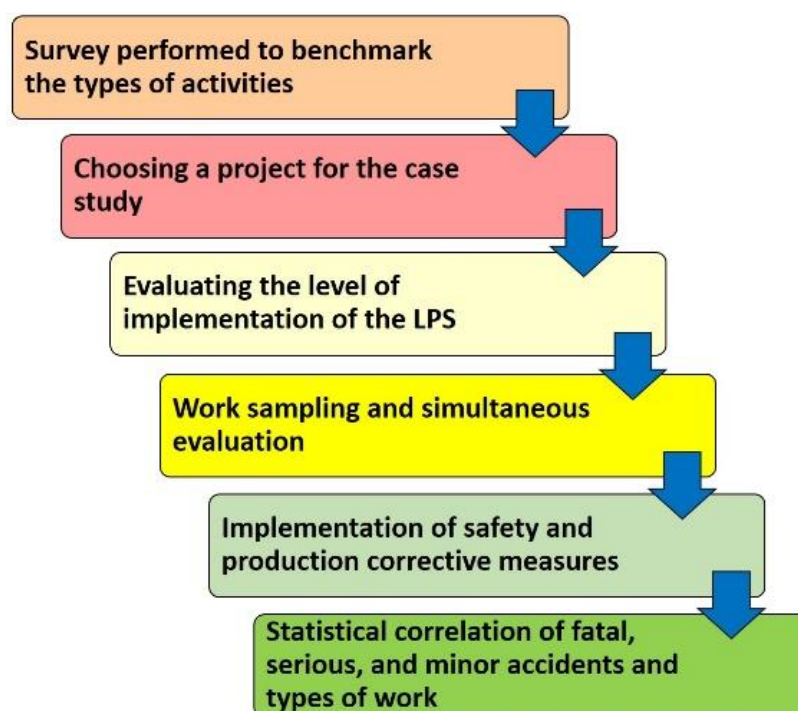 Survey performed to benchmark
the types of activities
Choosing a project for the case
study
Evaluating the level of
implementation of the LPS
Work sampling and simultaneous
evaluation
Implementation of safety and
production corrective measures
Statistical correlation of fatal,
serious, and minor accidents and
types of work